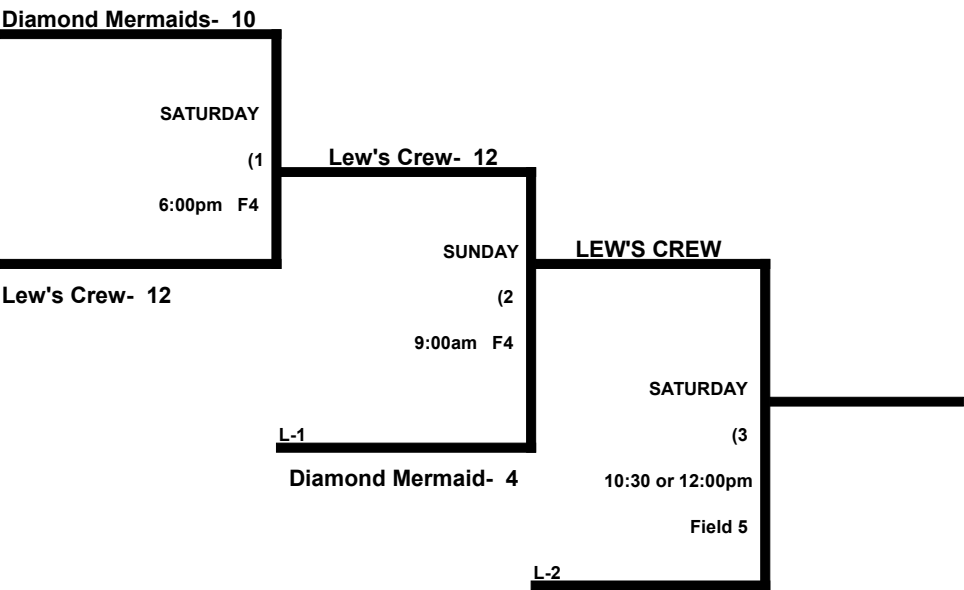 Diamond Mermaids-  10
SATURDAY
(1
Lew's Crew-  12
6:00pm   F4
SUNDAY
LEW'S CREW
Lew's Crew-  12
(2
9:00am   F4
SATURDAY
L-1
(3
Diamond Mermaid-  4
10:30 or 12:00pm
Field 5
L-2